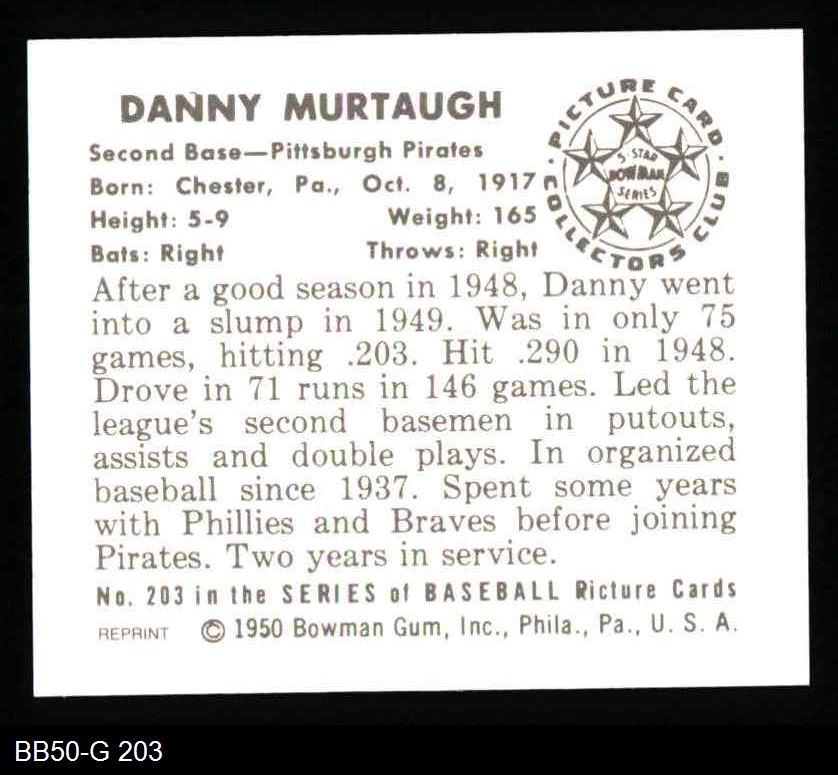 DANNY MURTAUGH
Second Base—Pittsburgh Pirates
Born: Chester, Pa., Oct. 8, 1917
Height: 5-9 Weight: 165
Bats: Right Throws: Right
PICTURE CARD
COLLECTORS CLUB
5-STAR
BOWMAN
SERIES
After a good season in 1948, Danny went
into a slump in 1949. Was in only 75
games, hitting .203. Hit .290 in 1948.
Drove in 71 runs in 146 games. Led the
league's second basemen in putouts,
assists and double plays. In organized
baseball since 1937. Spent some years
with Phillies and Braves before joining
Pirates. Two years in service.
No. 203 in the SERIES of BASEBALL Picture Cards
REPRINT © 1950 Bowman Gum, Inc., Phila., Pa., U. S. A.
BB50-G 203